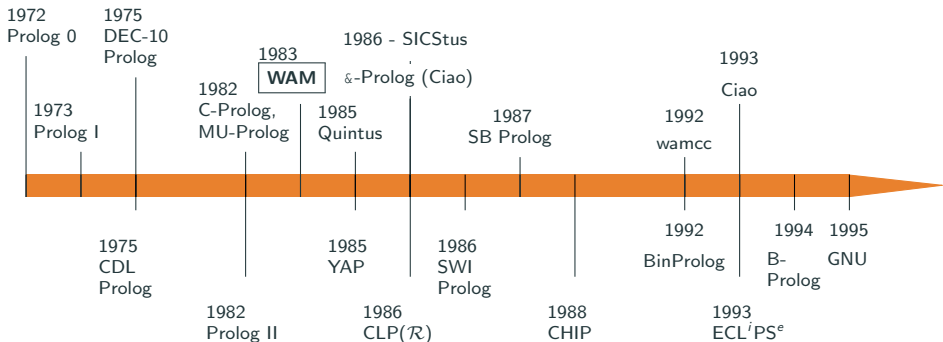 1972
Prolog 0
1973
Prolog I
1975
DEC-10
Prolog
1982
C-Prolog,
MU-Prolog
1983
WAM
1985
Quintus
1986 - SICStus
&-Prolog (Ciao)
1987
SB Prolog
1992
wamcc
1993
Ciao
1975
CDL
Prolog
1982
Prolog II
1985
YAP
1986
CLP(ℛ)
1986
SWI
Prolog
1988
CHIP
1992
BinProlog
1993
ECLⁱPSᵉ
1994
B-
Prolog
1995
GNU